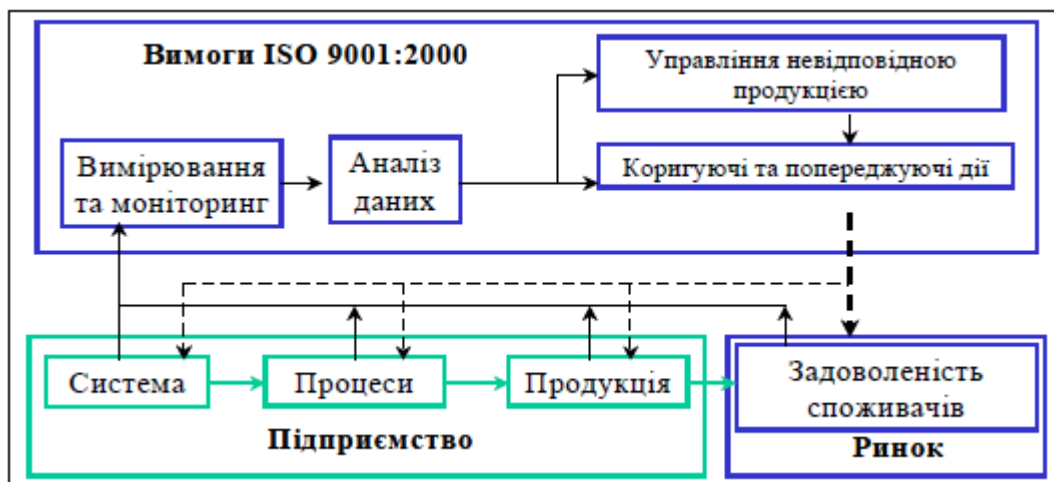 Вимоги ISO 9001:2000
Управління невідповідною
продукцією
Вимірювання
та моніторинг
Аналіз
даних
Коригуючі та попереджуючі дії
Система
Процеси
Продукція
Задоволеність
споживачів
Підприємство
Ринок